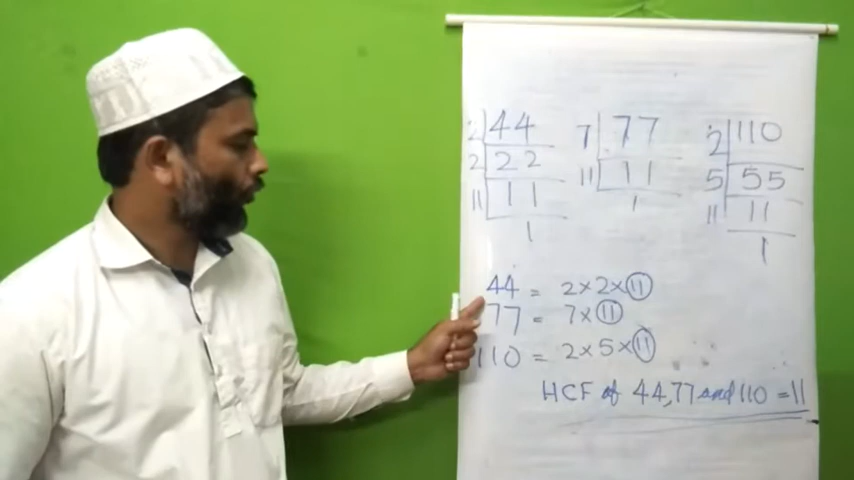 2 44
2 22
11 11
1
7 77
11 11
1
2 110
5 55
11 11
1
44 = 2×2×11
77 = 7×11
110 = 2×5×11
HCF of 44,77 and 110 = 11